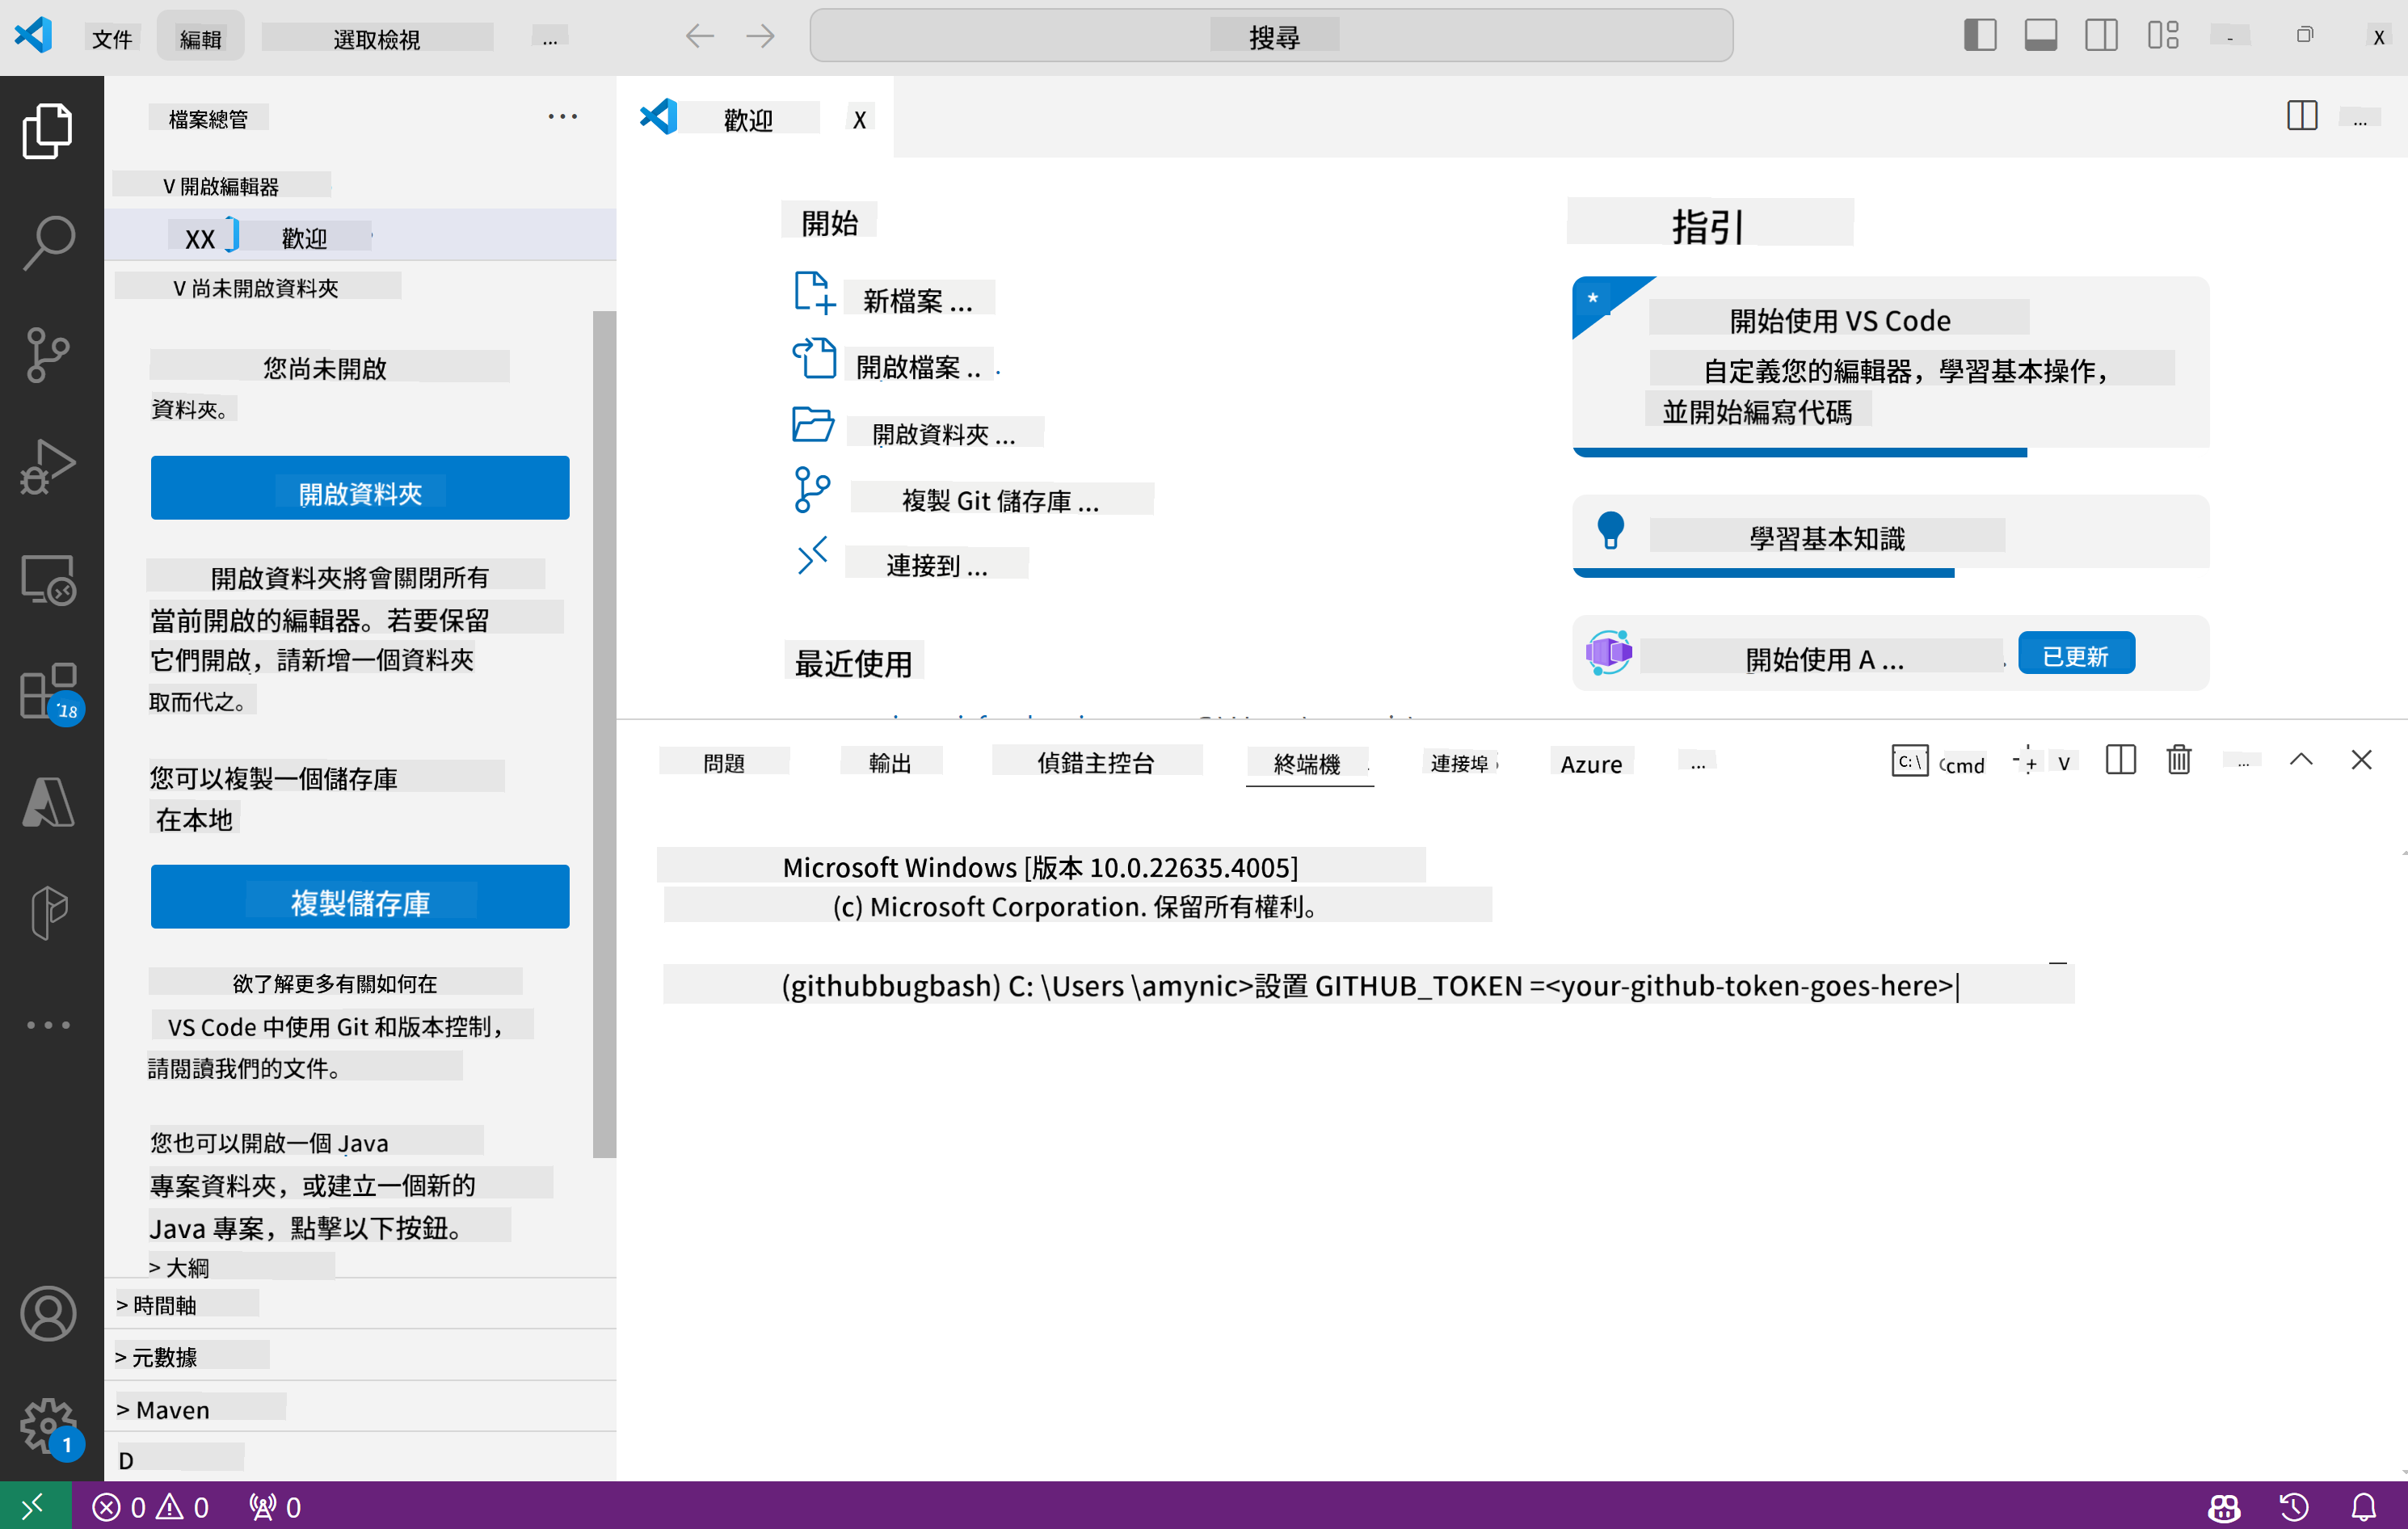 文件 編輯 選取檢視 ... 搜尋 - X
檔案總管 ...
歡迎 X
...
V 開啟編輯器
XX 歡迎
V 尚未開啟資料夾
您尚未開啟
資料夾。
開啟資料夾
開啟資料夾將會關閉所有
當前開啟的編輯器。若要保留
它們開啟，請新增一個資料夾
取而代之。
您可以複製一個儲存庫
在本地
複製儲存庫
欲了解更多有關如何在
VS Code 中使用 Git 和版本控制，
請閱讀我們的文件。
您也可以開啟一個 Java
專案資料夾，或建立一個新的
Java 專案，點擊以下按鈕。
> 大綱
> 時間軸
> 元數據
> Maven
D
18
1
開始
新檔案 ...
開啟檔案 ..
開啟資料夾 ...
複製 Git 儲存庫 ...
連接到 ...
最近使用
指引
*
開始使用 VS Code
自定義您的編輯器，學習基本操作，
並開始編寫代碼
學習基本知識
開始使用 A ... 已更新
問題 輸出 偵錯主控台 終端機 連接埠 Azure ... cmd + v ...
Microsoft Windows [版本 10.0.22635.4005]
(c) Microsoft Corporation. 保留所有權利。
(githubbugbash) C: \Users \amynic>設置 GITHUB_TOKEN =<your-github-token-goes-here>
0 0 0